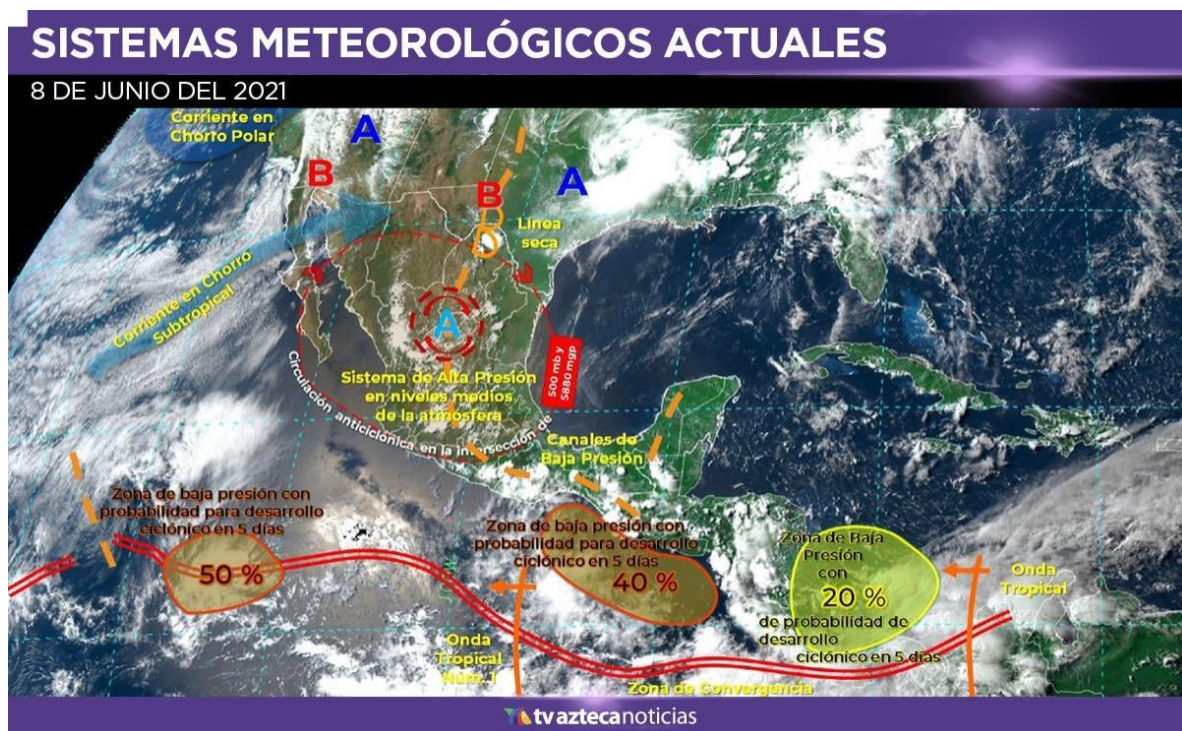 SISTEMAS METEOROLÓGICOS ACTUALES
8 DE JUNIO DEL 2021
Corriente en
Chorro Polar
A
B
B
A
Línea
seca
Corriente en Chorro
Subtropical
A
500 mb y
5880 mgp
Sistema de Alta Presión
en niveles medios
de la atmósfera
Circulación anticiclónica en la intersección de
Canales de
Baja Presión
Zona de baja presión con
probabilidad para desarrollo
ciclónico en 5 días
50 %
Zona de baja presión con
probabilidad para desarrollo
ciclónico en 5 días
40 %
Zona de Baja
Presión
con
20 %
de probabilidad de
desarrollo
ciclónico en 5 días
Onda
Tropical
Onda
Tropical
Núm. 1
Zona de Convergencia
tv azteca noticias